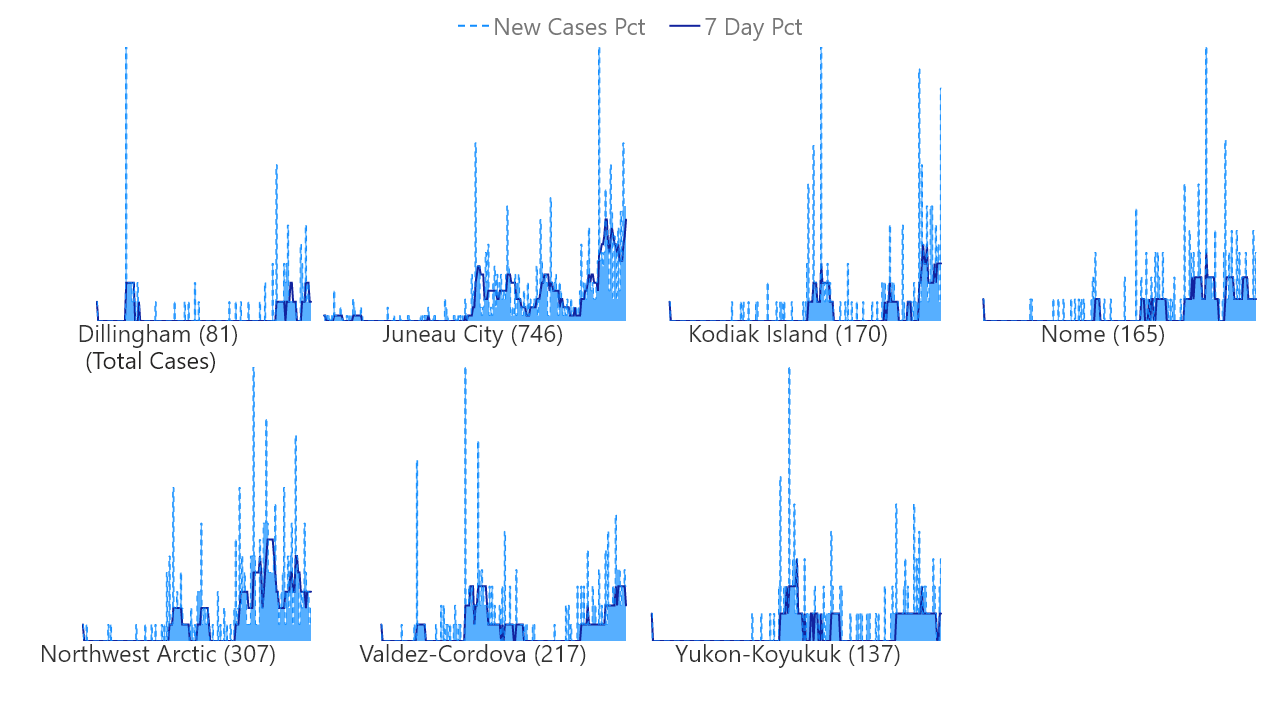 New Cases Pct 7 Day Pct
Dillingham (81) Juneau City (746) Kodiak Island (170) Nome (165)
(Total Cases)
Northwest Arctic (307) Valdez-Cordova (217) Yukon-Koyukuk (137)